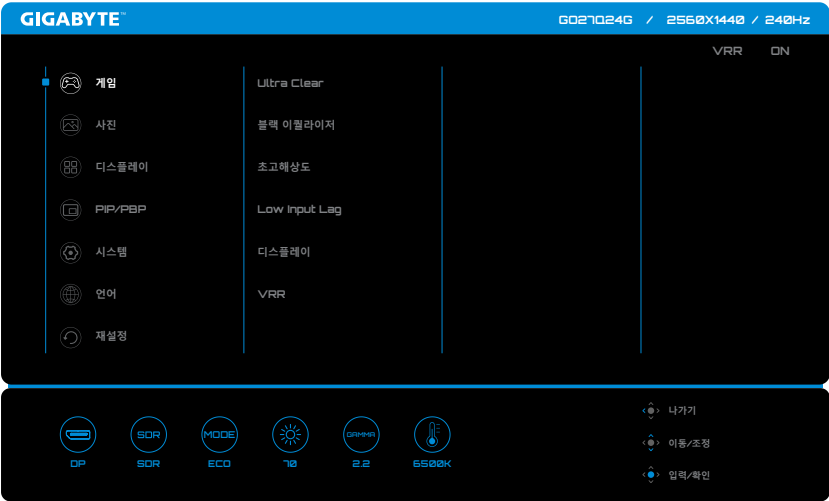 GIGABYTE™ GO27Q24G / 2560X1440 / 240Hz
VRR ON
게임 Ultra Clear
사진 블랙 이퀄라이저
디스플레이 초고해상도
PIP/PBP Low Input Lag
시스템 디스플레이
언어 VRR
재설정
나가기
SDR MODE GAMMA
이동/조정
DP SDR ECO 70 2.2 6500K
입력/확인